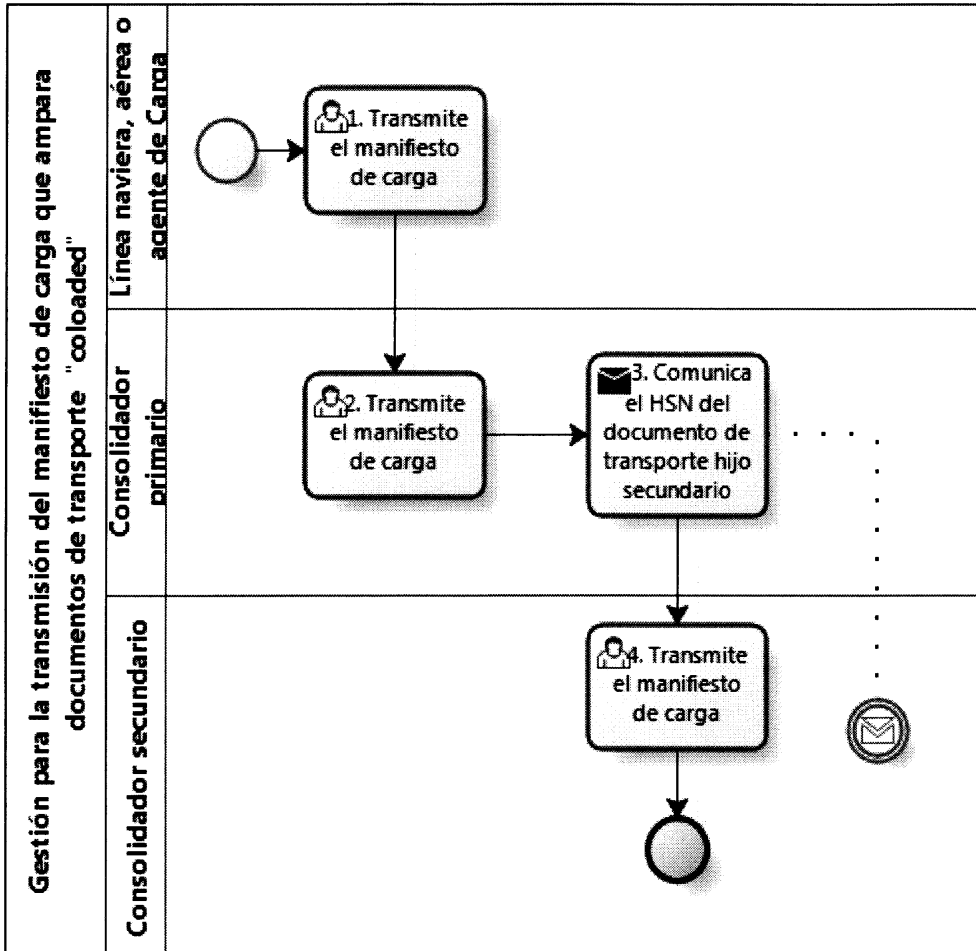 Gestión para la transmisión del manifiesto de carga que ampara
documentos de transporte "coloaded"
Línea naviera, aérea o
agente de Carga
1. Transmite
el manifiesto
de carga
Consolidador
primario
2. Transmite
el manifiesto
de carga
3. Comunica
el HSN del
documento de
transporte hijo
secundario
Consolidador secundario
4. Transmite
el manifiesto
de carga